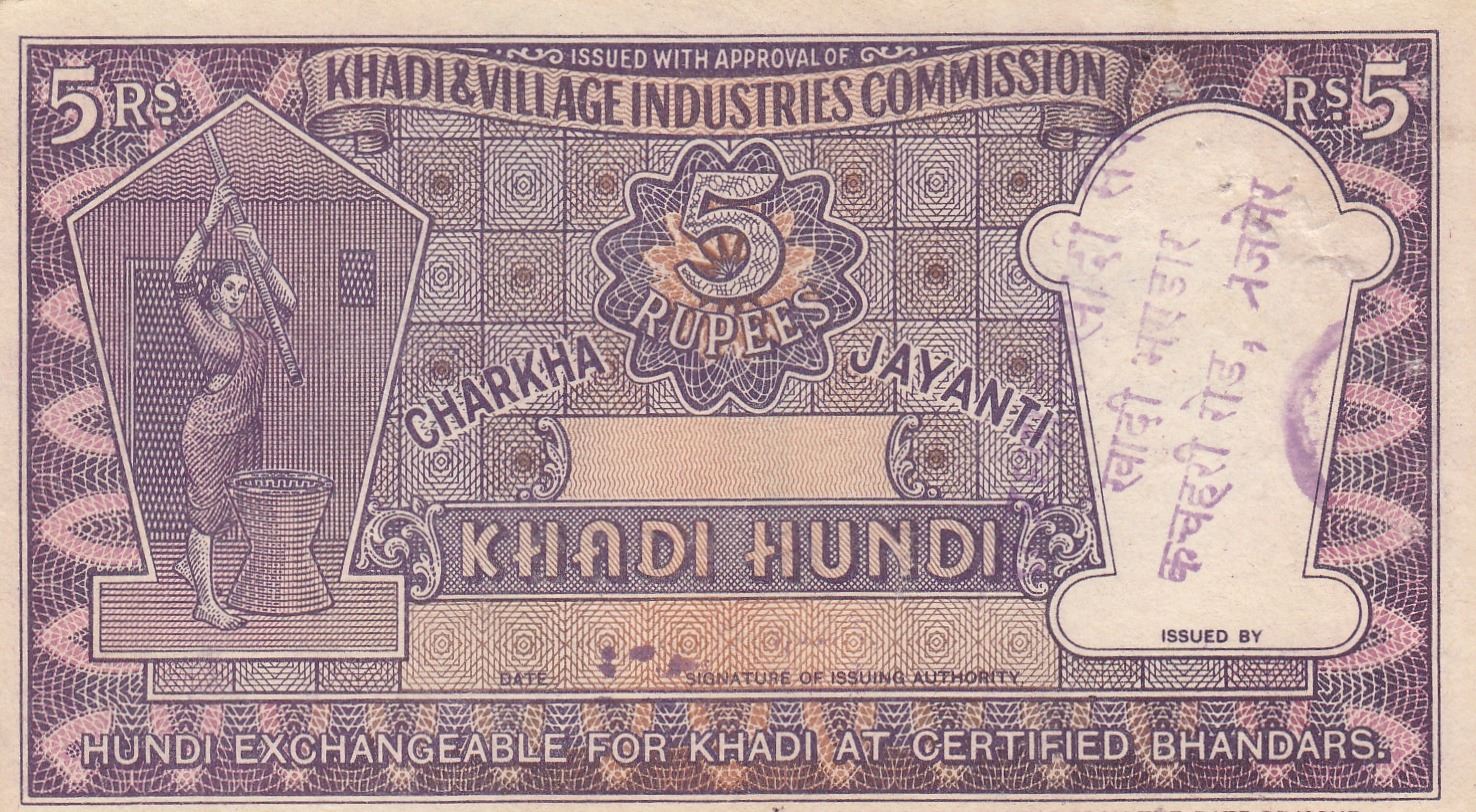 ISSUED WITH APPROVAL OF
KHADI & VILLAGE INDUSTRIES COMMISSION
5 Rs.
Rs. 5
5
RUPEES
CHARKHA JAYANTI
KHADI HUNDI
खादी
खादी भण्डार
कचहरी रोड,
ISSUED BY
DATE
SIGNATURE OF ISSUING AUTHORITY
HUNDI EXCHANGEABLE FOR KHADI AT CERTIFIED BHANDARS.